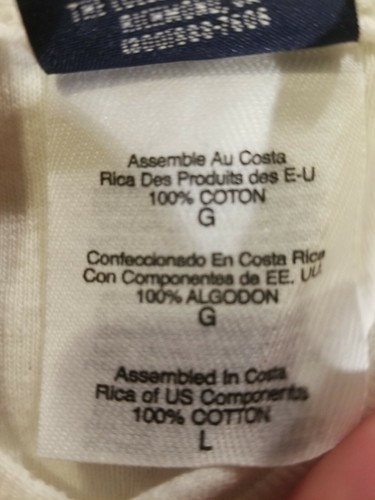 Assemble Au Costa
Rica Des Produits des E-U
100% COTON
G
Confeccionado En Costa Rica
Con Componentes de EE. UU.
100% ALGODON
G
Assembled In Costa
Rica of US Components
100% COTTON
L